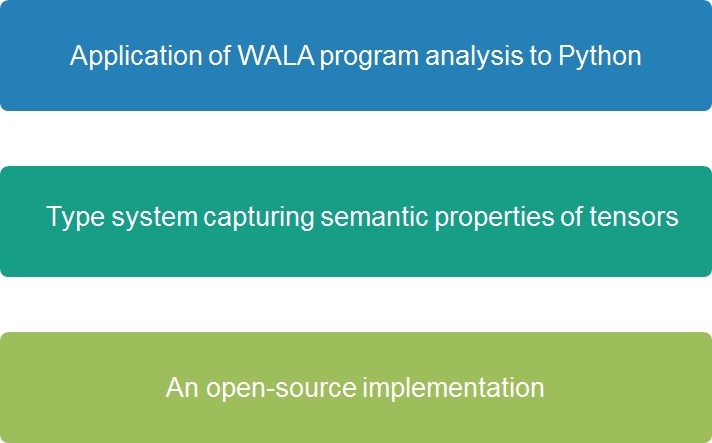 Application of WALA program analysis to Python
Type system capturing semantic properties of tensors
An open-source implementation